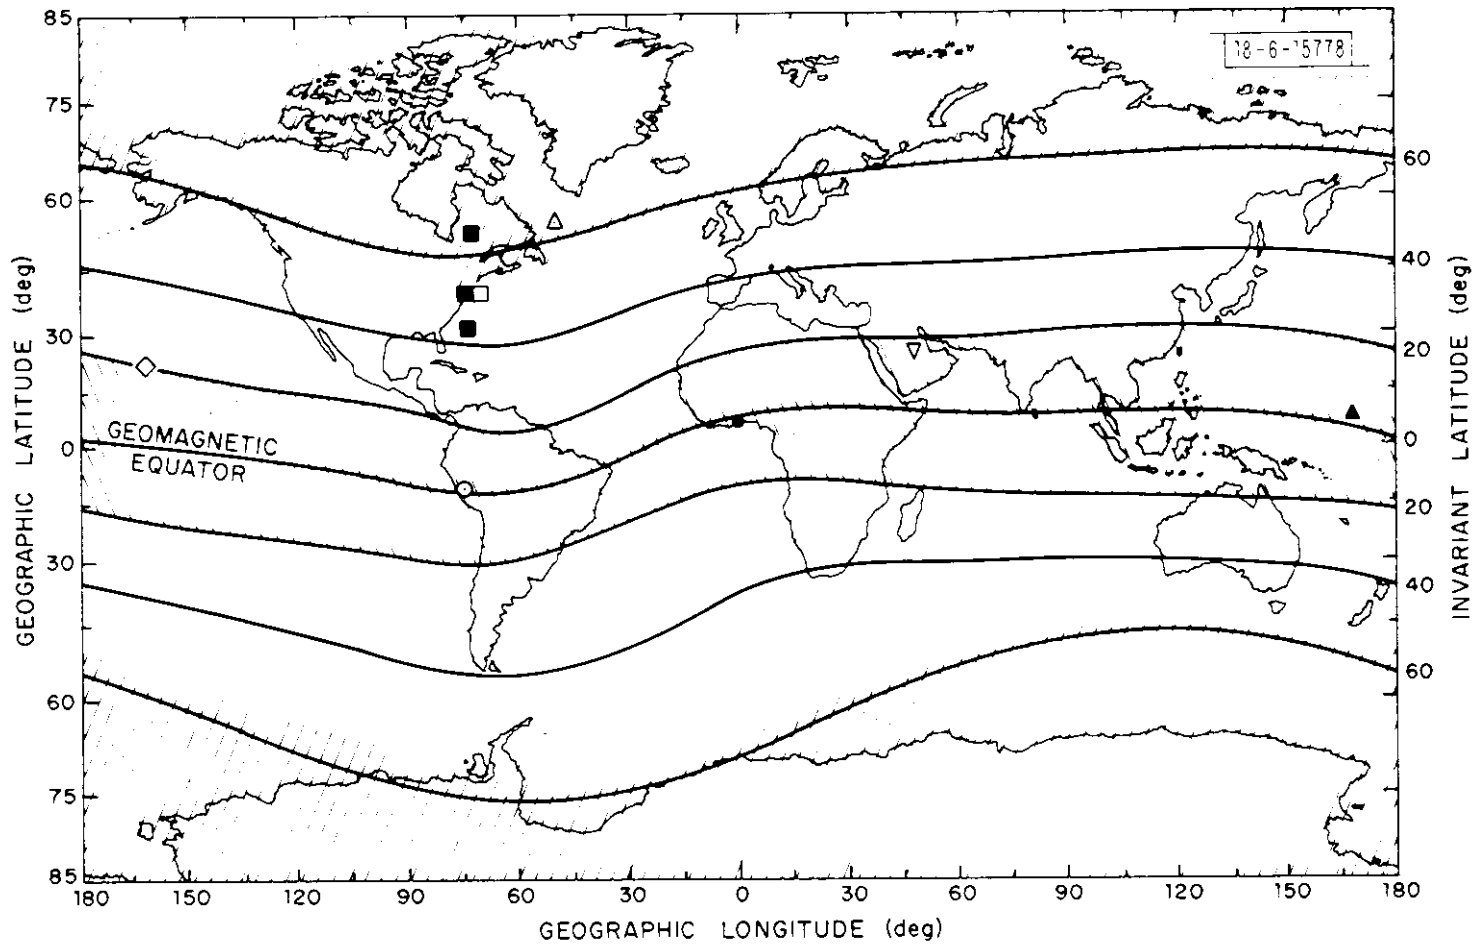 18-6-15778
85
75
60
30
0
30
60
75
85
GEOGRAPHIC LATITUDE (deg)
GEOMAGNETIC
EQUATOR
60
40
20
0
20
40
60
INVARIANT LATITUDE (deg)
180 150 120 90 60 30 0 30 60 90 120 150 180
GEOGRAPHIC LONGITUDE (deg)